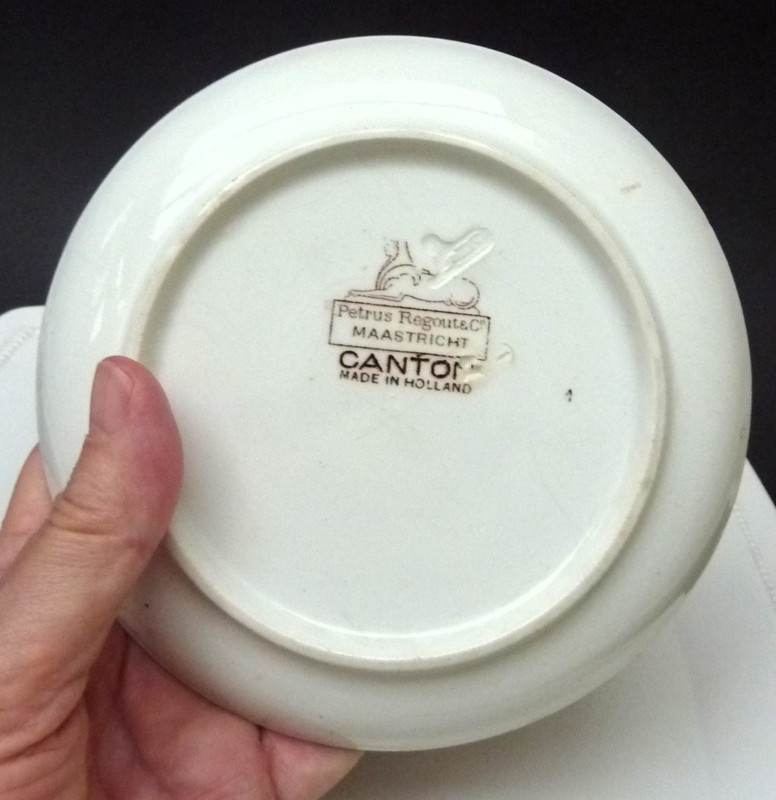 Petrus Regout & Co
MAASTRICHT
CANTON
MADE IN HOLLAND